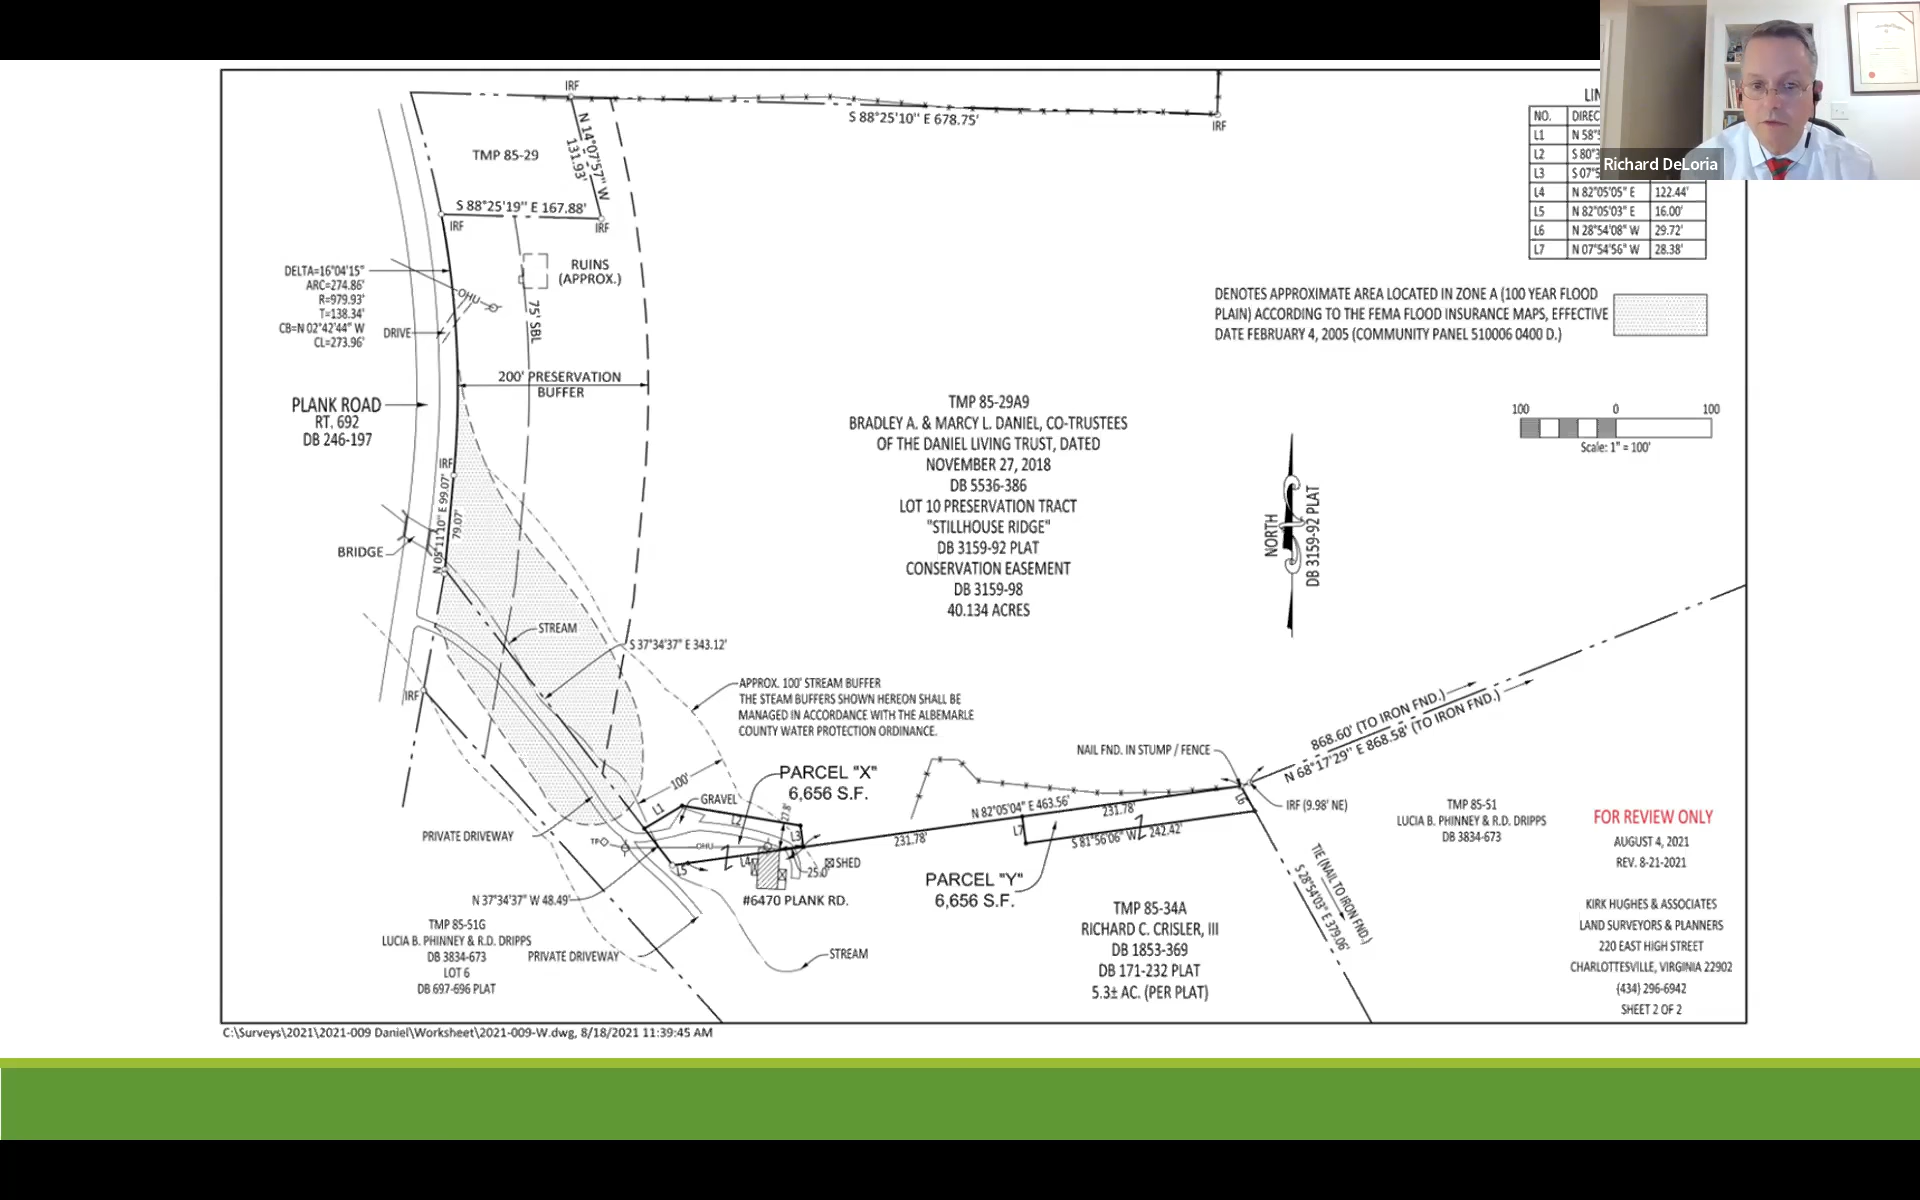 Richard DeLoria
IRF
S 88°25'10" E 678.75'
IRF
TMP 85-29
N 14°07'57" W
131.93'
S 88°25'19" E 167.88'
IRF
IRF
RUINS
(APPROX.)
DELTA=16°04'15"
ARC=274.86'
R=979.93'
T=138.34'
CB=N 02°42'44" W
CL=273.96'
OHU
DRIVE
75' SBL
200' PRESERVATION
BUFFER
PLANK ROAD
RT. 692
DB 246-197
IRF
N 05°11'10" E 99.07'
79.07'
BRIDGE
STREAM
S 37°34'37" E 343.12'
IRF
APPROX. 100' STREAM BUFFER
THE STEAM BUFFERS SHOWN HEREON SHALL BE
MANAGED IN ACCORDANCE WITH THE ALBEMARLE
COUNTY WATER PROTECTION ORDINANCE.
NO.
L1 N 58°
L2 S 80°
L3 S 07°
L4 N 82°05'05" E 122.44'
L5 N 82°05'03" E 16.00'
L6 N 28°54'08" W 29.72'
L7 N 07°54'56" W 28.38'
DENOTES APPROXIMATE AREA LOCATED IN ZONE A (100 YEAR FLOOD
PLAIN) ACCORDING TO THE FEMA FLOOD INSURANCE MAPS, EFFECTIVE
DATE FEBRUARY 4, 2005 (COMMUNITY PANEL 510006 0400 D.)
100 0 100
Scale: 1" = 100'
TMP 85-29A9
BRADLEY A. & MARCY L. DANIEL, CO-TRUSTEES
OF THE DANIEL LIVING TRUST, DATED
NOVEMBER 27, 2018
DB 5536-386
LOT 10 PRESERVATION TRACT
"STILLHOUSE RIDGE"
DB 3159-92 PLAT
CONSERVATION EASEMENT
DB 3159-98
40.134 ACRES
NORTH
DB 3159-92 PLAT
868.60' (TO IRON FND.)
N 68°17'29" E 868.58' (TO IRON FND.)
NAIL FND. IN STUMP / FENCE
IRF (9.98' NE)
PARCEL "X"
6,656 S.F.
100'
GRAVEL
L1
L2
27.8'
L3
L4
L5
OHU
TP
25.0'
SHED
#6470 PLANK RD.
PRIVATE DRIVEWAY
N 37°34'37" W 48.49'
TMP 85-51G
LUCIA B. PHINNEY & R.D. DRIPPS
DB 3834-673
LOT 6
DB 697-696 PLAT
PRIVATE DRIVEWAY
STREAM
N 82°05'04" E 463.56'
231.78'
231.78'
L7
L6
S 81°56'06" W 242.42'
PARCEL "Y"
6,656 S.F.
TMP 85-34A
RICHARD C. CRISLER, III
DB 1853-369
DB 171-232 PLAT
5.3± AC. (PER PLAT)
TIE (NAIL TO IRON FND.)
S 28°54'03" E 379.06'
TMP 85-51
LUCIA B. PHINNEY & R.D. DRIPPS
DB 3834-673
FOR REVIEW ONLY
AUGUST 4, 2021
REV. 8-21-2021
KIRK HUGHES & ASSOCIATES
LAND SURVEYORS & PLANNERS
220 EAST HIGH STREET
CHARLOTTESVILLE, VIRGINIA 22902
(434) 296-6942
SHEET 2 OF 2
C:\Surveys\2021\2021-009 Daniel\Worksheet\2021-009-W.dwg, 8/18/2021 11:39:45 AM